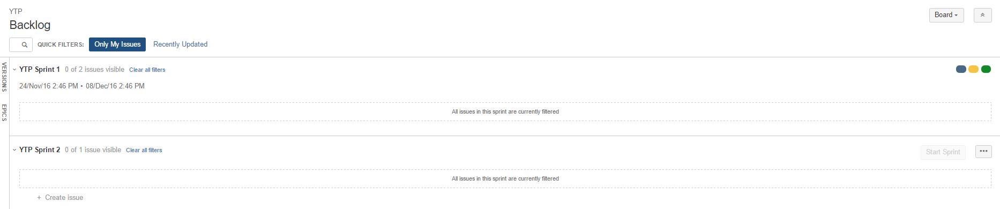 YTP
Backlog
Board
QUICK FILTERS: Only My Issues Recently Updated
VERSIONS
EPICS
YTP Sprint 1 0 of 2 issues visible Clear all filters
24/Nov/16 2:46 PM • 08/Dec/16 2:46 PM
All issues in this sprint are currently filtered
YTP Sprint 2 0 of 1 issue visible Clear all filters
Start Sprint •••
All issues in this sprint are currently filtered
+ Create issue